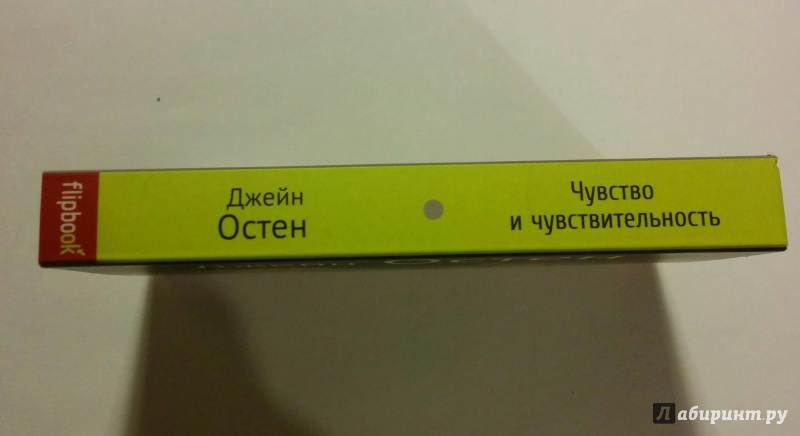 flipbook
Джейн
Остен
Чувство
и чувствительность
Лабиринт.ру